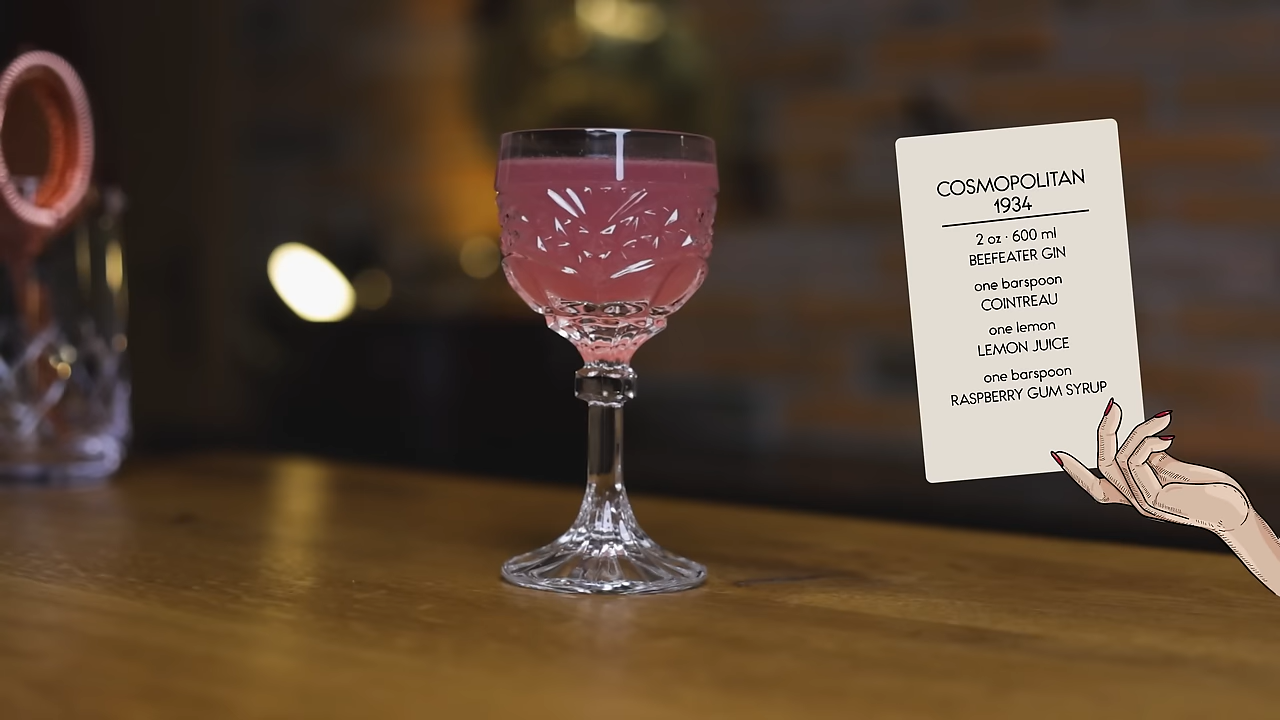 COSMOPOLITAN
1934
2 oz · 600 ml
BEEFEATER GIN
one barspoon
COINTREAU
one lemon
LEMON JUICE
one barspoon
RASPBERRY GUM SYRUP